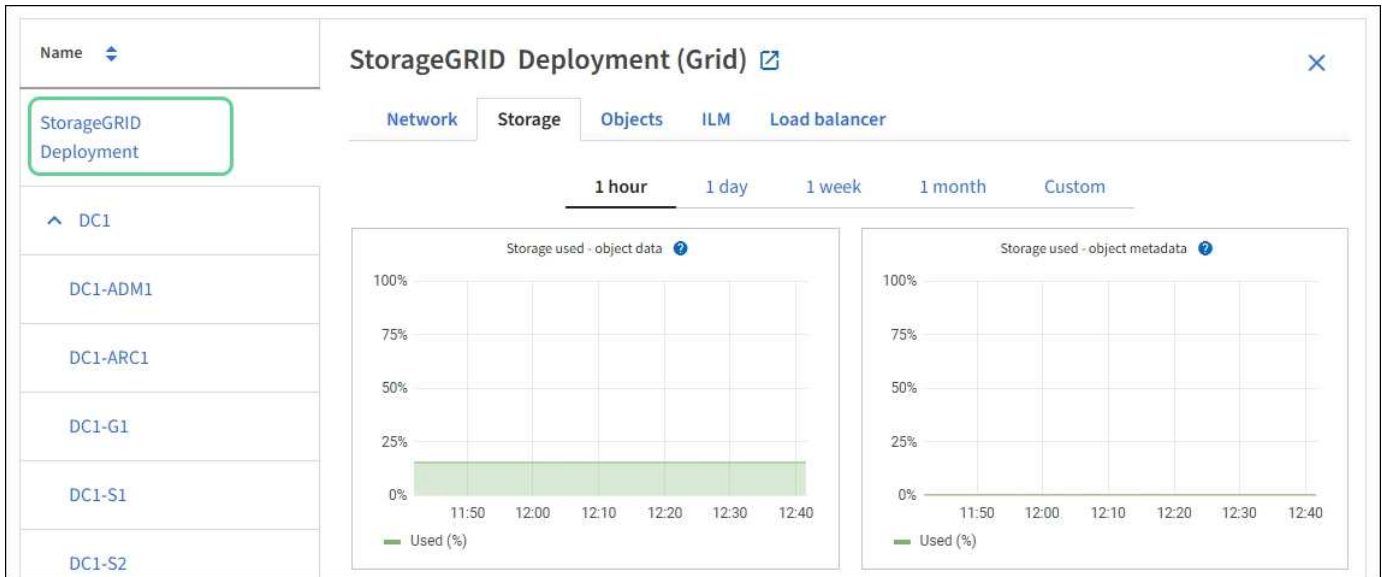 Name
StorageGRID
Deployment
DC1
DC1-ADM1
DC1-ARC1
DC1-G1
DC1-S1
DC1-S2
StorageGRID Deployment (Grid)
Network Storage Objects ILM Load balancer
1 hour 1 day 1 week 1 month Custom
Storage used - object data ?
100%
75%
50%
25%
0%
11:50 12:00 12:10 12:20 12:30 12:40
Used (%)
Storage used - object metadata ?
100%
75%
50%
25%
0%
11:50 12:00 12:10 12:20 12:30 12:40
Used (%)